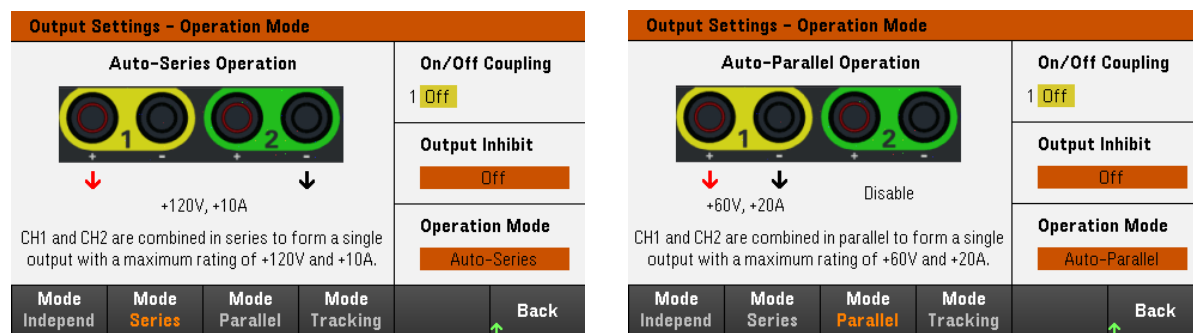 Output Settings - Operation Mode
Auto-Series Operation
1 2
+ - + -
+120V, +10A
CH1 and CH2 are combined in series to form a single
output with a maximum rating of +120V and +10A.
On/Off Coupling
1 Off
Output Inhibit
Off
Operation Mode
Auto-Series
Mode Independ
Mode Series
Mode Parallel
Mode Tracking
Back
Output Settings - Operation Mode
Auto-Parallel Operation
1 2
+ - + -
+60V, +20A
Disable
CH1 and CH2 are combined in parallel to form a single
output with a maximum rating of +60V and +20A.
On/Off Coupling
1 Off
Output Inhibit
Off
Operation Mode
Auto-Parallel
Mode Independ
Mode Series
Mode Parallel
Mode Tracking
Back